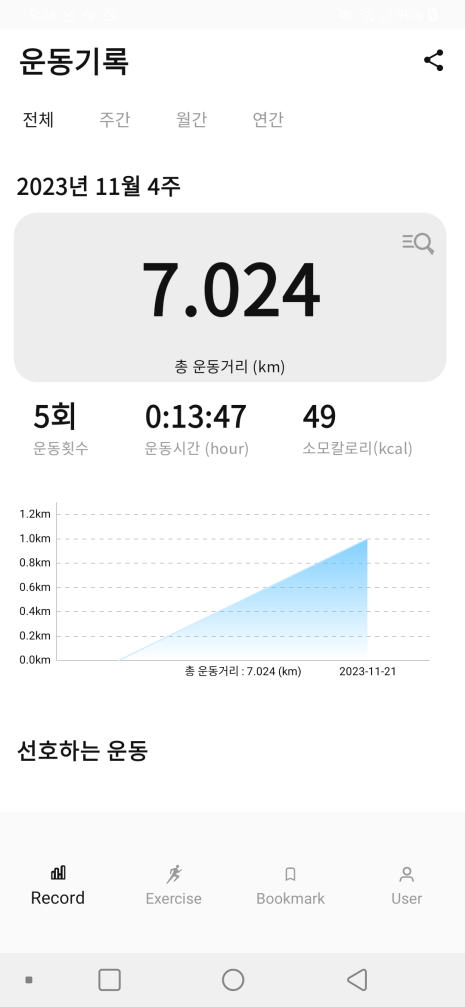 운동기록
전체 주간 월간 연간
2023년 11월 4주
7.024
총 운동거리 (km)
5회 0:13:47 49
운동횟수 운동시간 (hour) 소모칼로리(kcal)
1.2km
1.0km
0.8km
0.6km
0.4km
0.2km
0.0km
총 운동거리 : 7.024 (km) 2023-11-21
선호하는 운동
Record Exercise Bookmark User